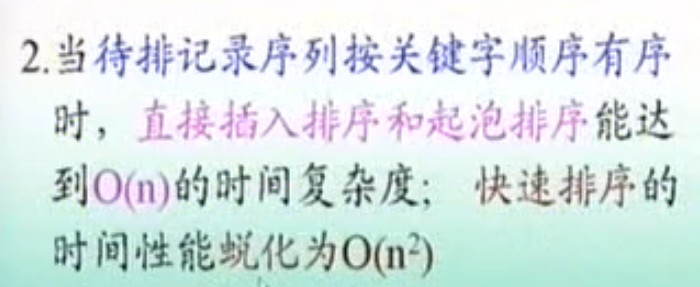 2.当待排记录序列按关键字顺序有序
时，直接插入排序和起泡排序能达
到O(n)的时间复杂度； 快速排序的
时间性能蜕化为O(n²)